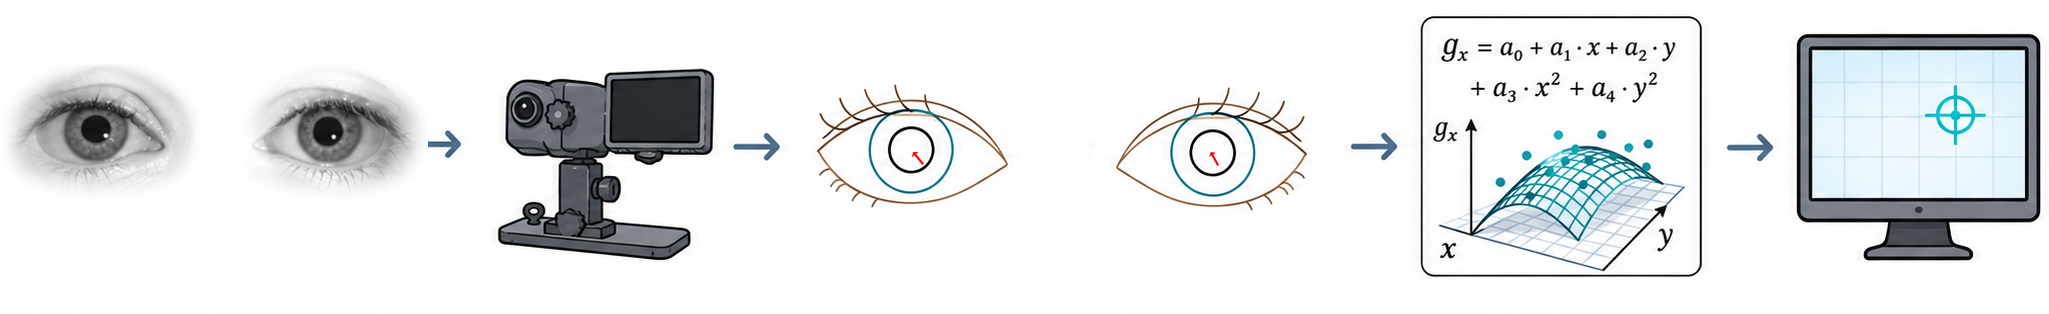 gₓ = a₀ + a₁ · x + a₂ · y
+ a₃ · x² + a₄ · y²
gₓ
x
y